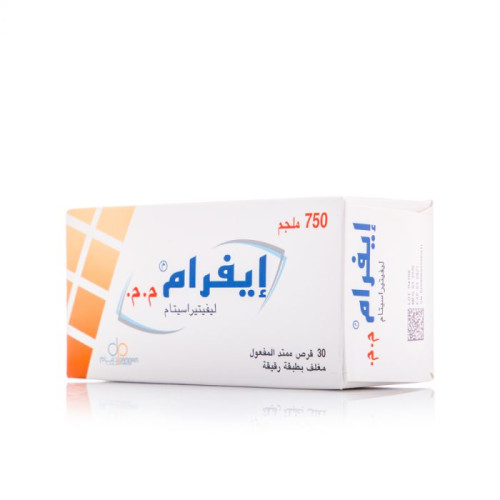 750 ملجم
إيفرام م.م.
ليفيتيراسيتام
30 قرص ممتد المفعول
مغلف بطبقة رقيقة
إيفرام م.م.
ليفيتيراسيتام